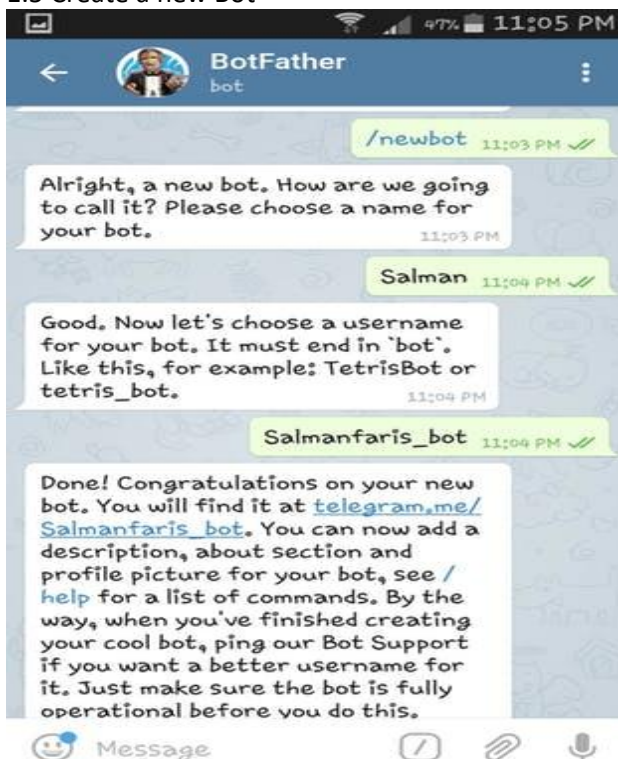 1.3 Create a new Bot
97% 11:05 PM
BotFather
bot
/newbot 11:03 PM
Alright, a new bot. How are we going
to call it? Please choose a name for
your bot. 11:03 PM
Salman 11:04 PM
Good. Now let's choose a username
for your bot. It must end in `bot`.
Like this, for example: TetrisBot or
tetris_bot. 11:04 PM
Salmanfaris_bot 11:04 PM
Done! Congratulations on your new
bot. You will find it at telegram.me/
Salmanfaris_bot. You can now add a
description, about section and
profile picture for your bot, see /
help for a list of commands. By the
way, when you've finished creating
your cool bot, ping our Bot Support
if you want a better username for
it. Just make sure the bot is fully
operational before you do this.
Message